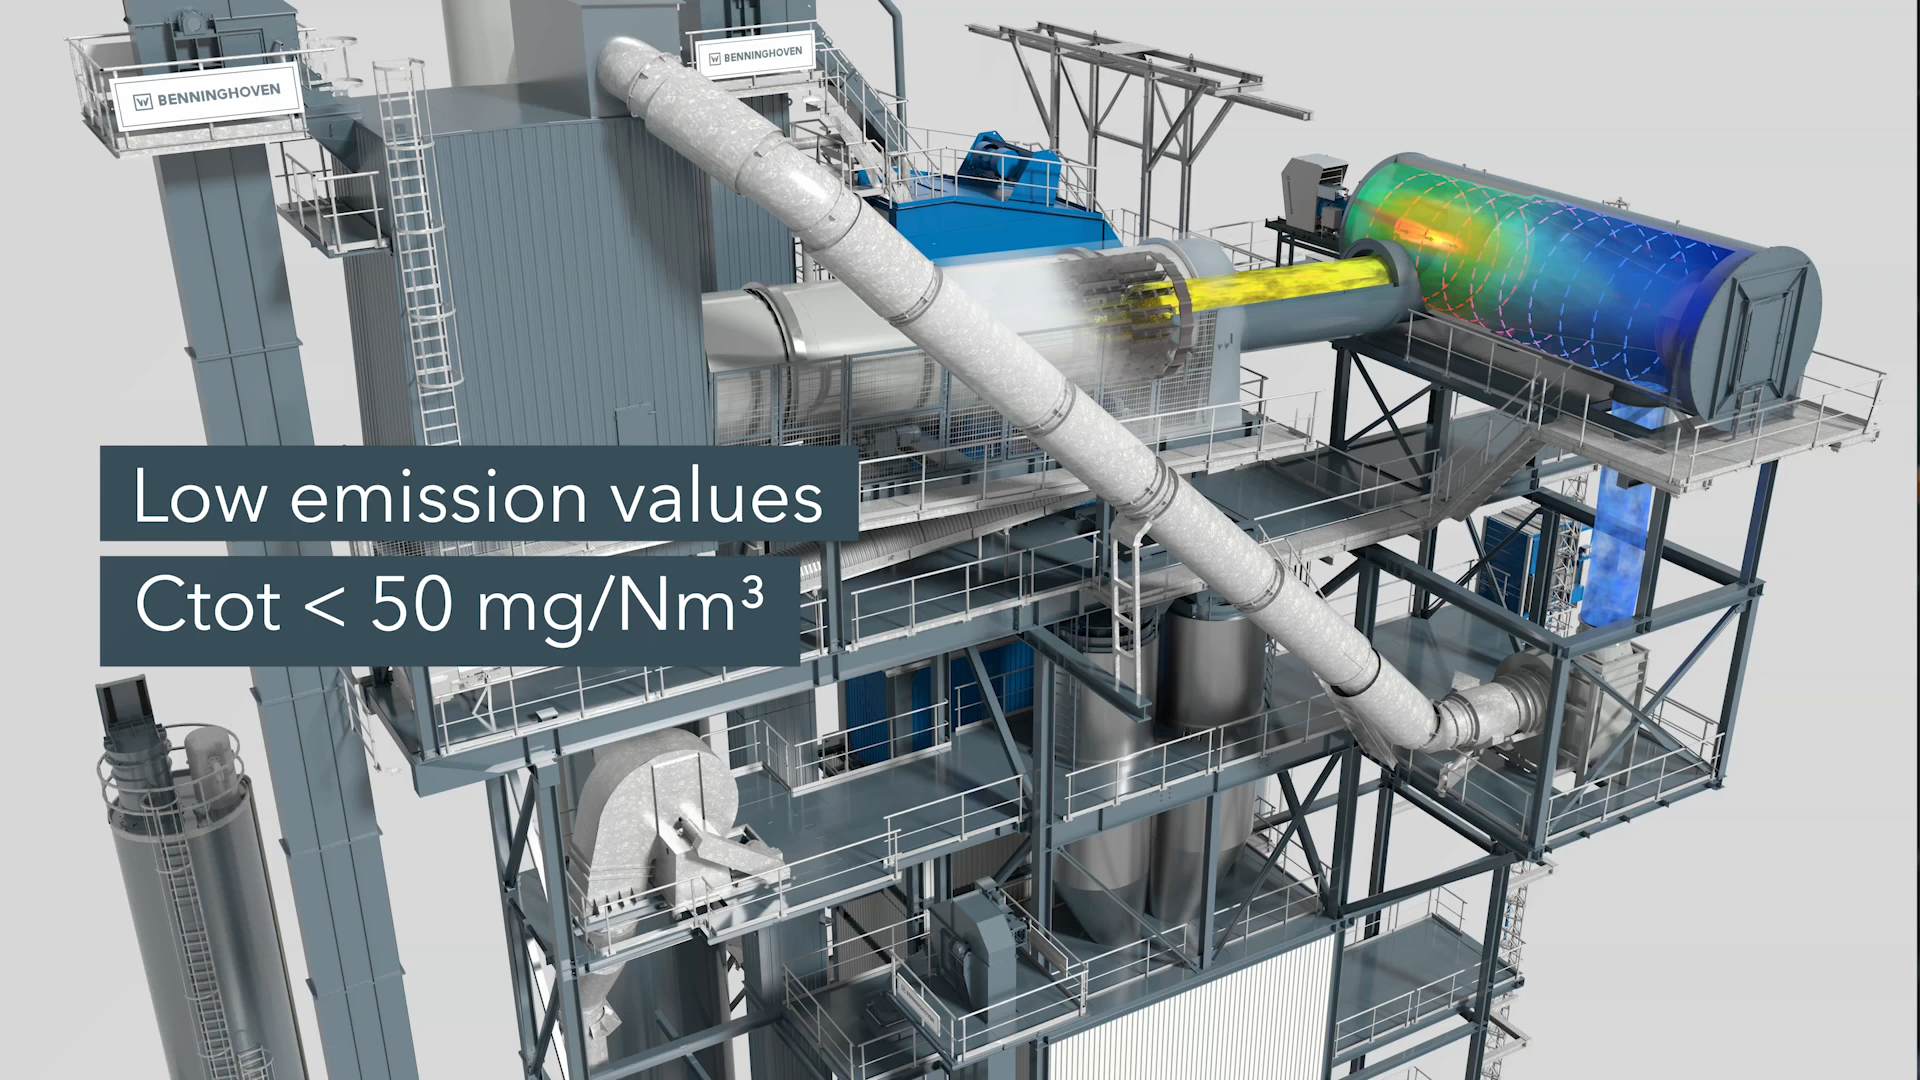 BENNINGHOVEN
BENNINGHOVEN
Low emission values
Ctot < 50 mg/Nm³